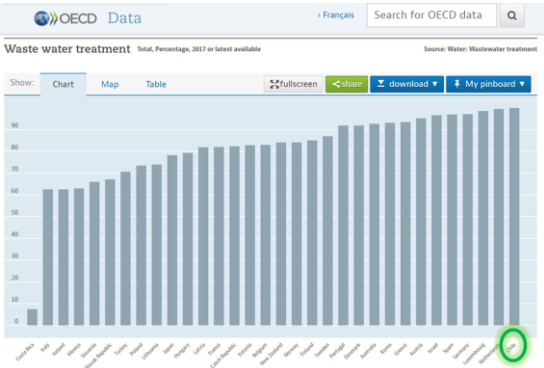 OECD Data
› Français
Search for OECD data
Waste water treatment Total, Percentage, 2017 or latest available
Source: Water: Wastewater treatment
Show: Chart Map Table
fullscreen share download ▼ My pinboard ▼
90
80
70
60
50
40
30
20
10
0
Costa Rica
Italy
Ireland
Mexico
Slovenia
Slovak Republic
Turkey
Poland
Lithuania
Japan
Hungary
Latvia
France
Czech Republic
Estonia
Belgium
New Zealand
Norway
Finland
Sweden
Portugal
Denmark
Australia
Korea
Greece
Austria
Israel
Spain
Germany
Luxembourg
Netherlands
Chile